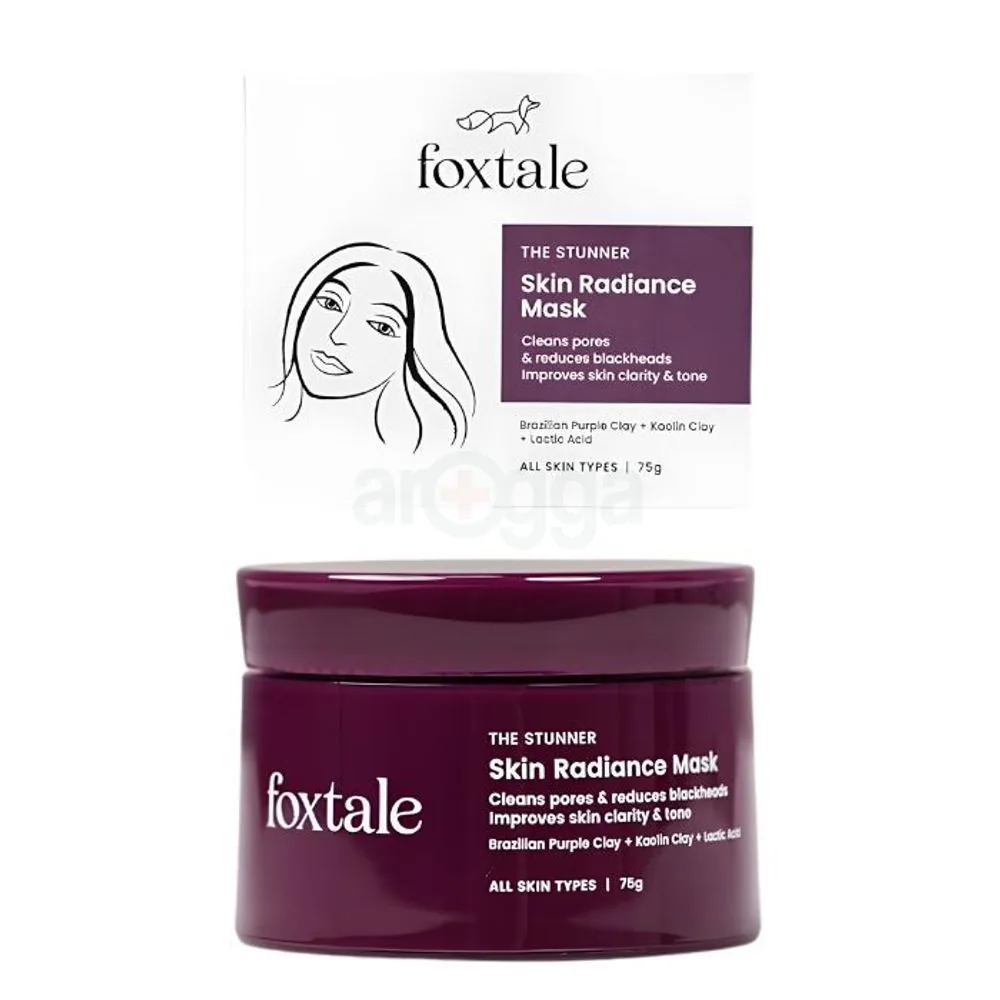 foxtale
THE STUNNER
Skin Radiance
Mask
Cleans pores
& reduces blackheads
Improves skin clarity & tone
Brazilian Purple Clay + Kaolin Clay
+ Lactic Acid
ALL SKIN TYPES | 75g
arogga
foxtale
THE STUNNER
Skin Radiance Mask
Cleans pores & reduces blackheads
Improves skin clarity & tone
Brazilian Purple Clay + Kaolin Clay + Lactic Acid
ALL SKIN TYPES | 75g